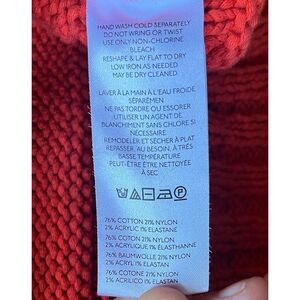 HAND WASH COLD SEPARATELY
DO NOT WRING OR TWIST
USE ONLY NON-CHLORINE
BLEACH
RESHAPE & LAY FLAT TO DRY
LOW IRON AS NEEDED
MAY BE DRY CLEANED.
LAVER À LA MAIN À L'EAU FROIDE
SÉPARÉMEN
NE PAS TORDRE OU ESSORER
UTILISER UN AGENT DE
BLANCHIMENT SANS CHLORE SI
NÉCESSAIRE
REMODELER ET SÉCHER À PLAT
REPASSER, AU BESOIN, À TRÈS
BASSE TEMPÉRATURE
PEUT ÉTRE NETTOYÉ
À SEC
P
76% COTTON 21% NYLON
2% ACRYLIC 1% ELASTANE
76% COTON 21% NYLON
2% ACRYLIQUE 1% ÉLASTHANNE
76% BAUMWOLLE 21% NYLON
2% ACRYL 1% ELASTAN
76% COTONE 21% NYLON
2% ACRILICO 1% ELASTAN